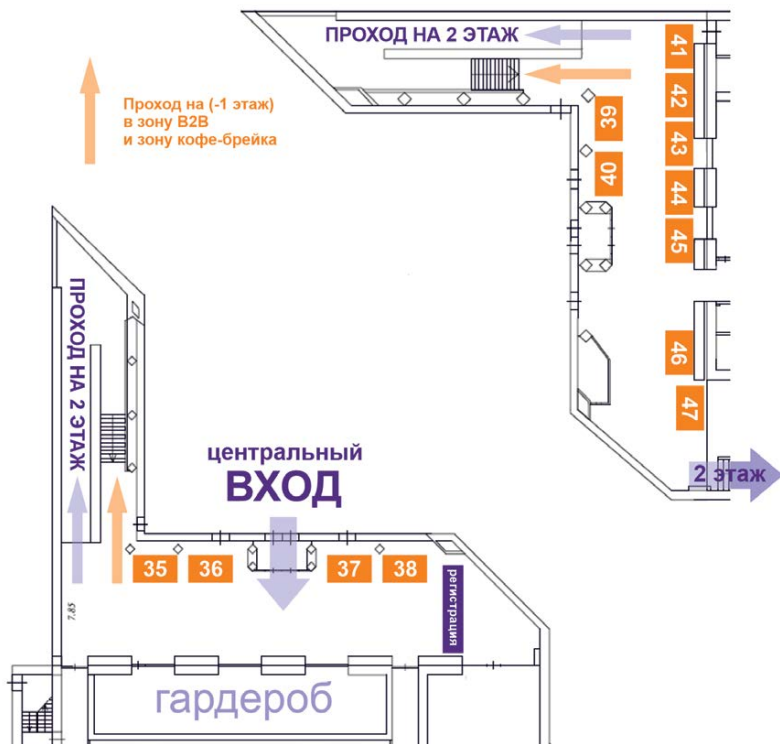 ПРОХОД НА 2 ЭТАЖ
41
42
43
44
45
39
40
46
47
2 этаж
Проход на (-1 этаж)
в зону B2B
и зону кофе-брейка
ПРОХОД НА 2 ЭТАЖ
центральный
ВХОД
35
36
37
38
регистрация
7.85
гардероб